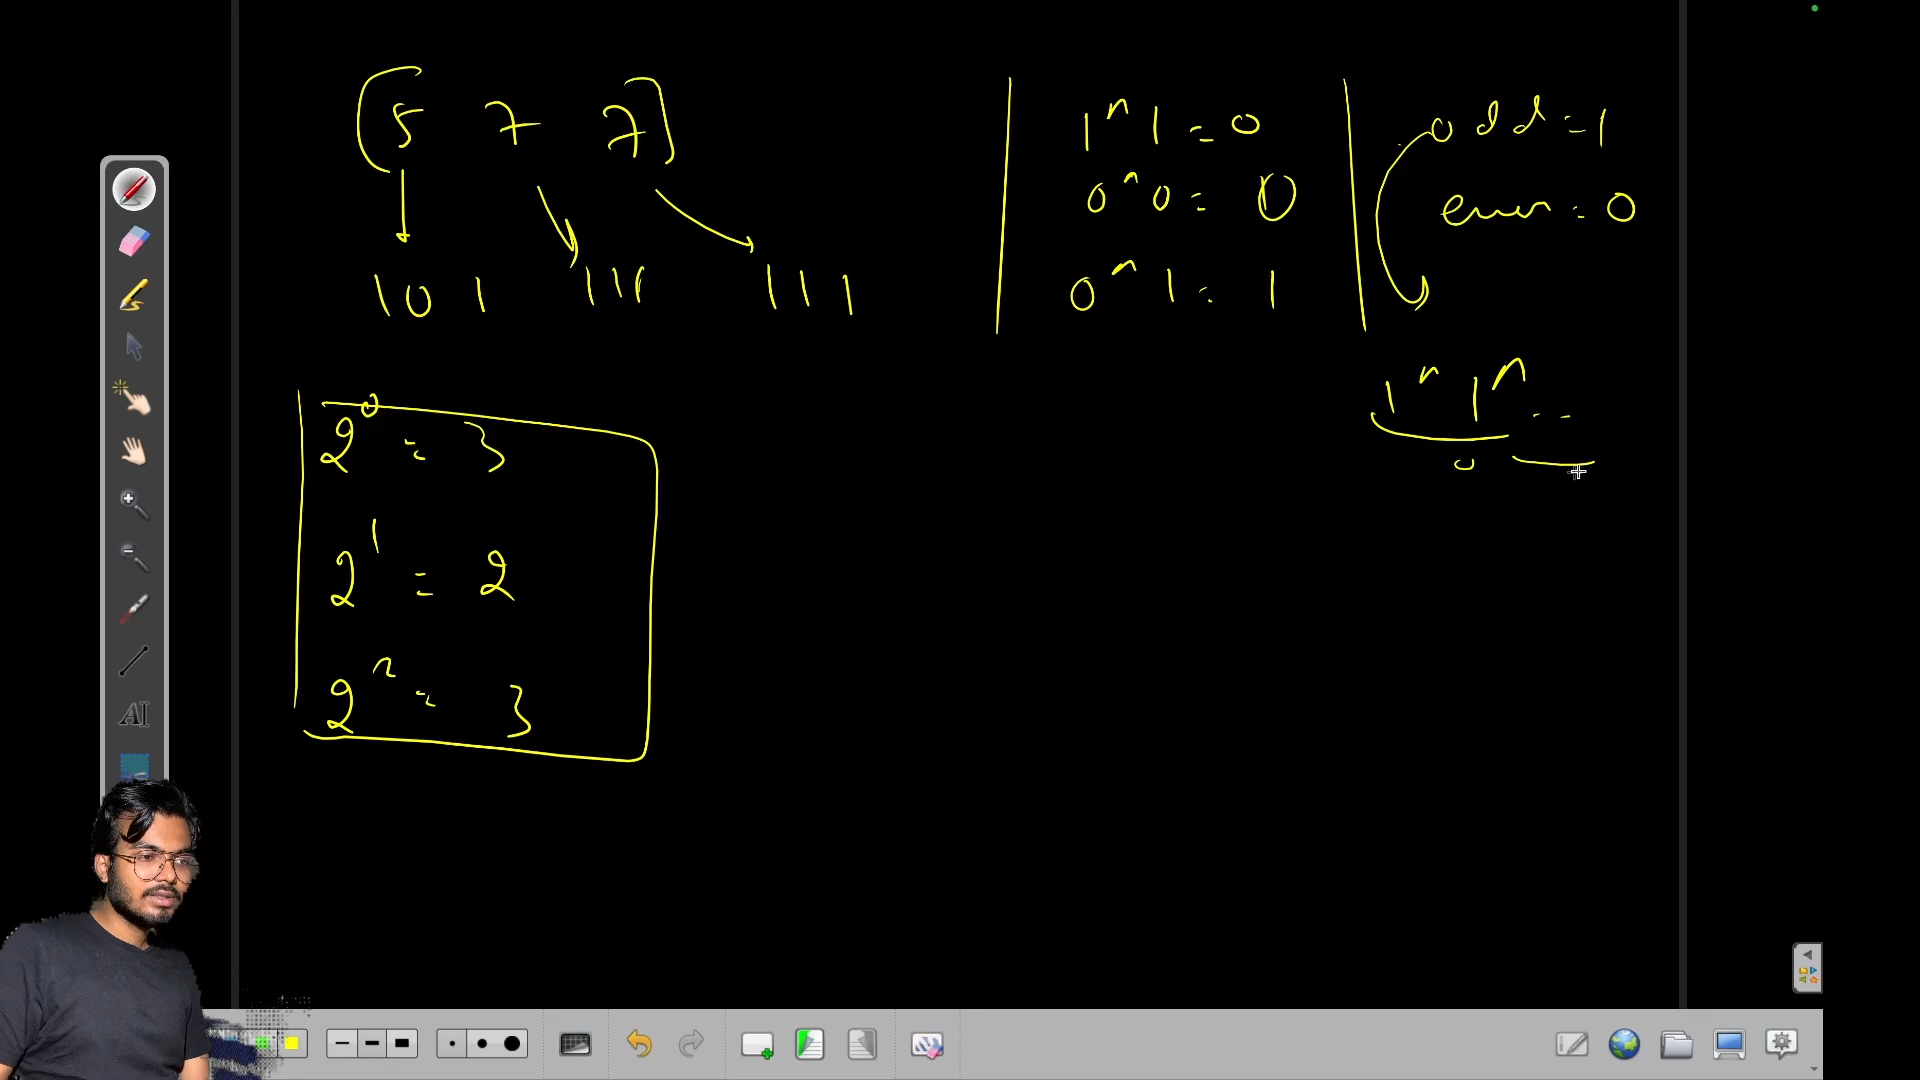 [5 7 7]
101 111 111
2^0 = 3
2^1 = 2
2^2 = 3
1^1 = 0
0^0 = 0
0^1 = 1
odd = 1
even = 0
1^1^..
0
AI